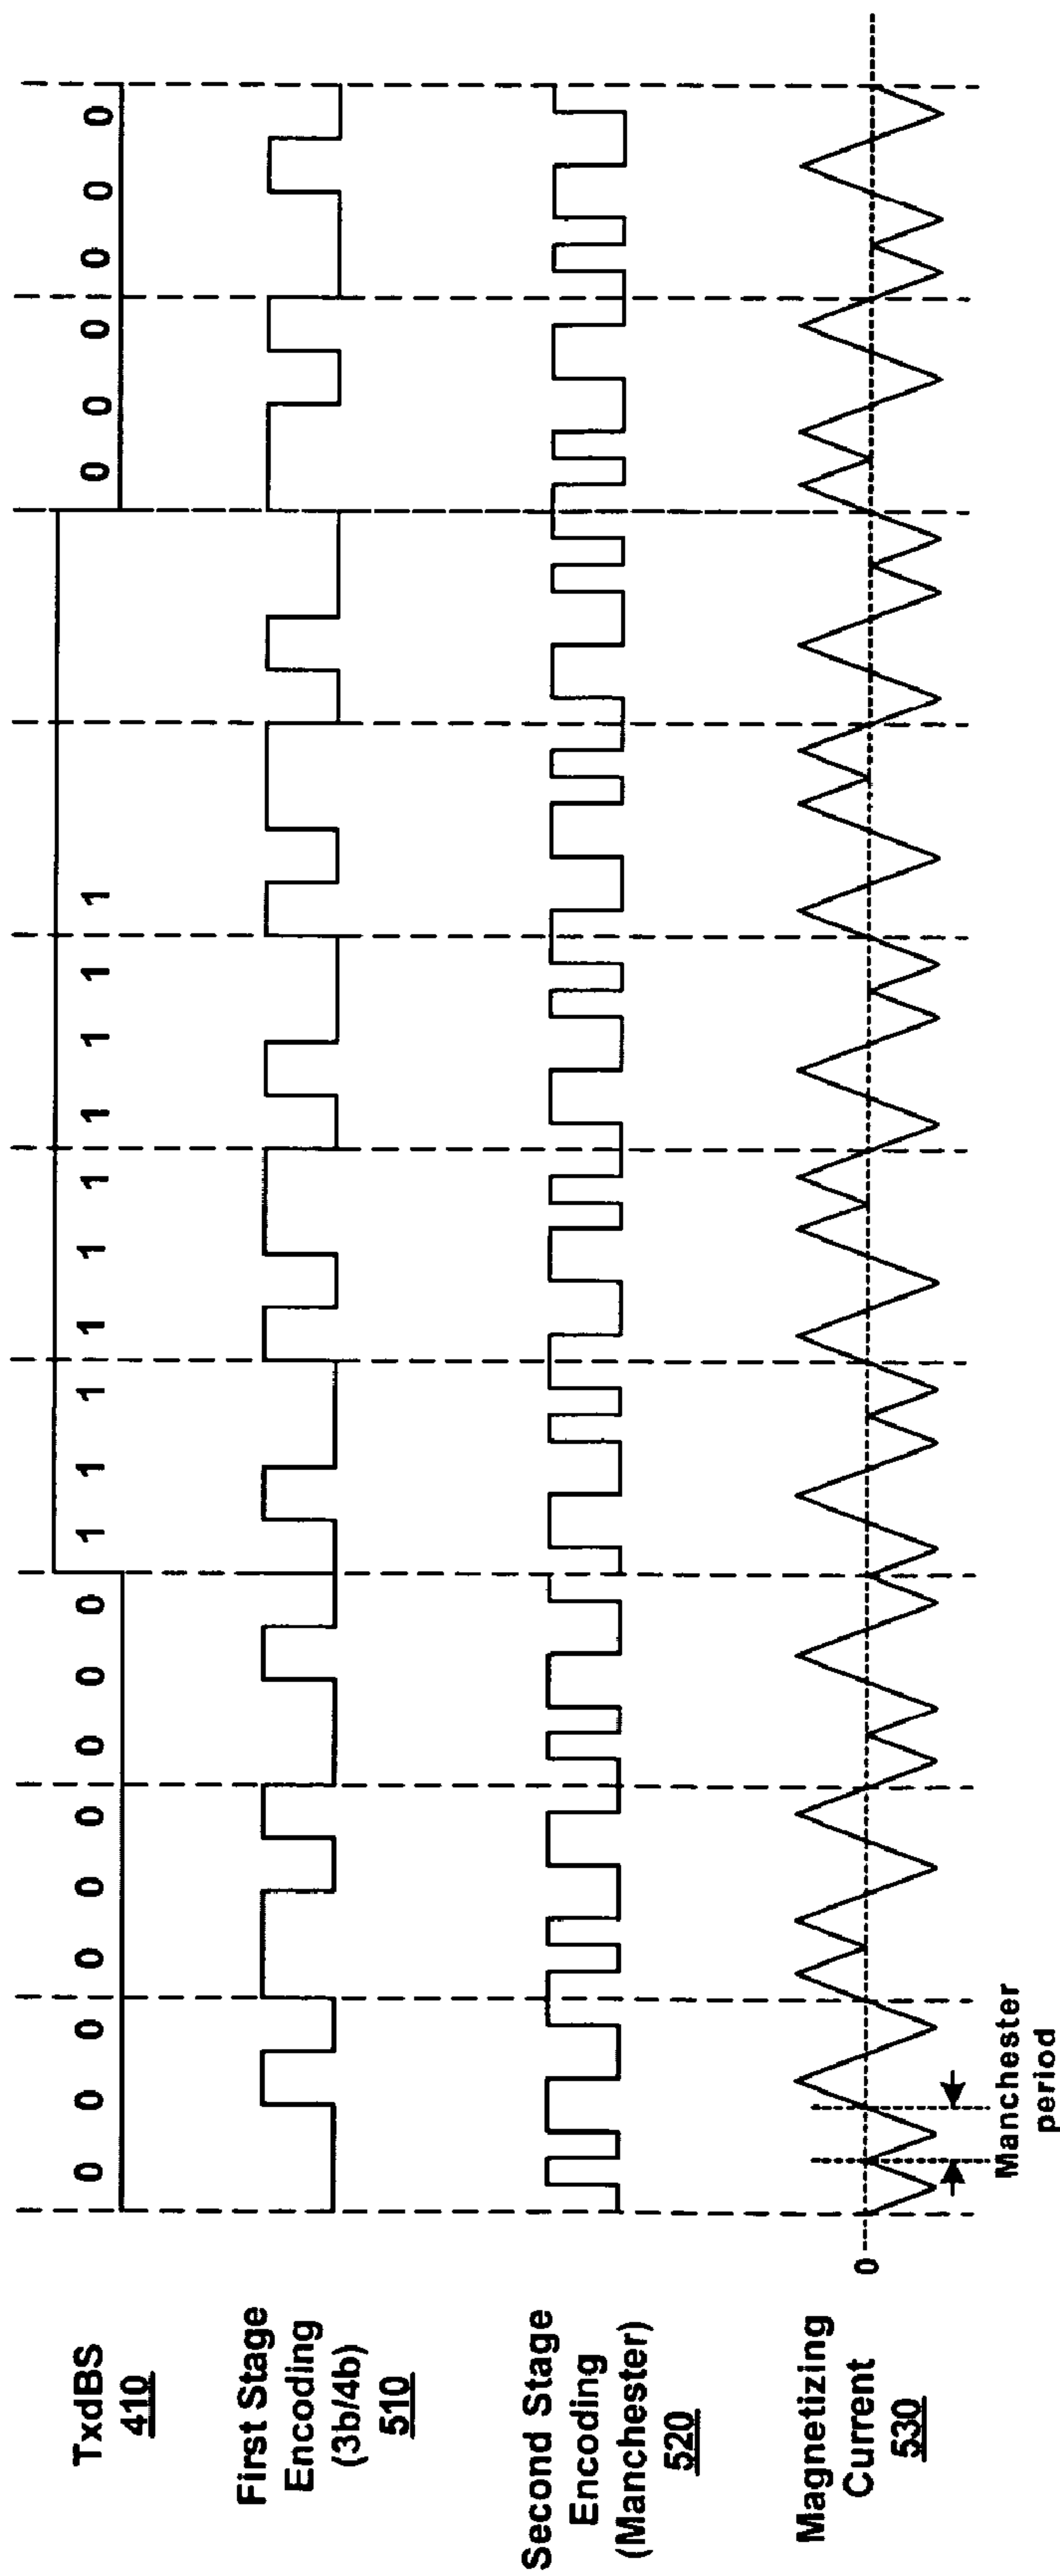 TxdBS
410
0 0 0 0 0 0 0 0 0 1 1 1 1 1 1 1 1 1 1 0 0 0 0 0 0
First Stage
Encoding
(3b/4b)
510
Second Stage
Encoding
(Manchester)
520
Magnetizing
Current
530
0
Manchester
period